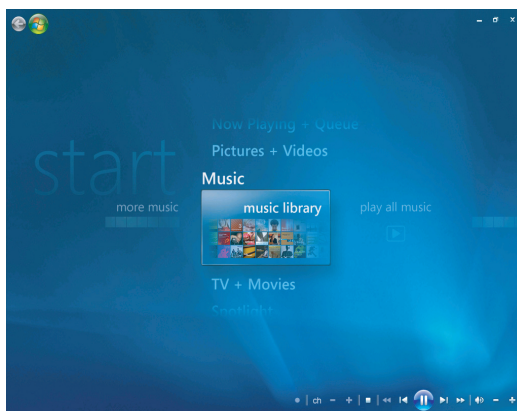 Now Playing + Queue
start
Pictures + Videos
Music
more music
music library
play all music
TV + Movies
Spotlight
ch